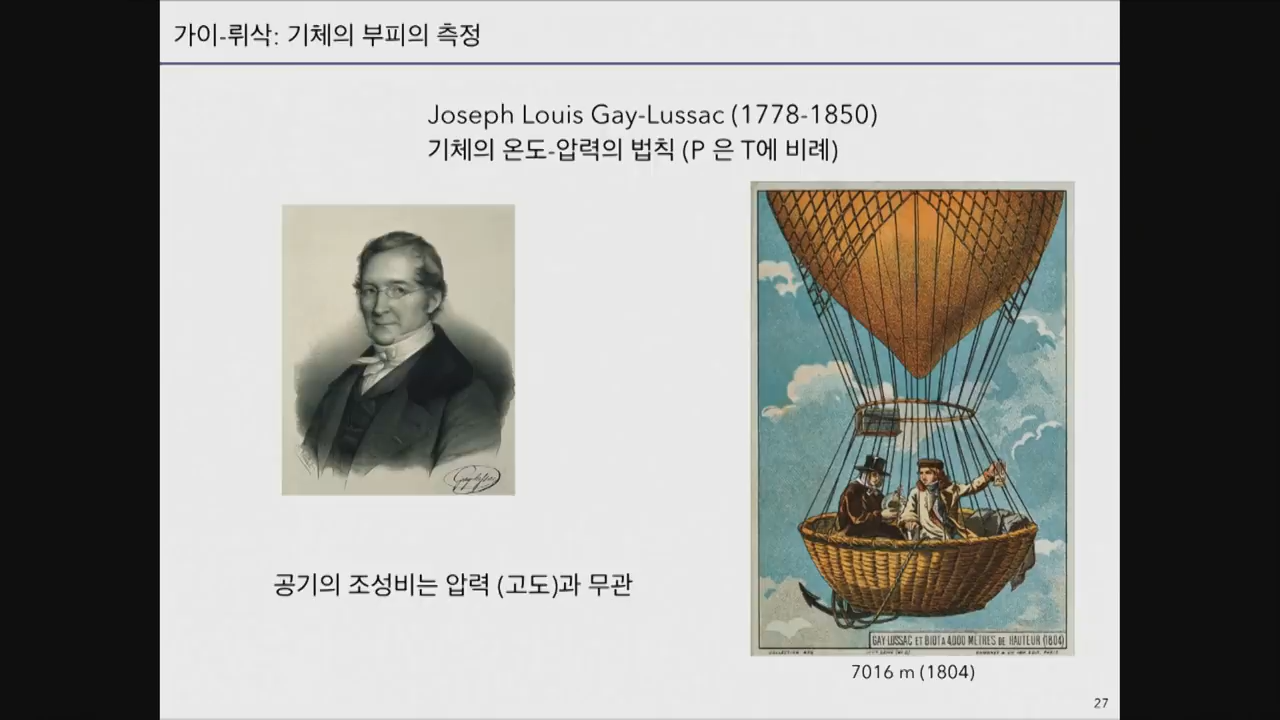 가이-뤼삭: 기체의 부피의 측정
Joseph Louis Gay-Lussac (1778-1850)
기체의 온도-압력의 법칙 (P 은 T에 비례)
공기의 조성비는 압력 (고도)과 무관
GAY-LUSSAC ET BIOT A 4000 METRES DE HAUTEUR (1804)
7016 m (1804)
27